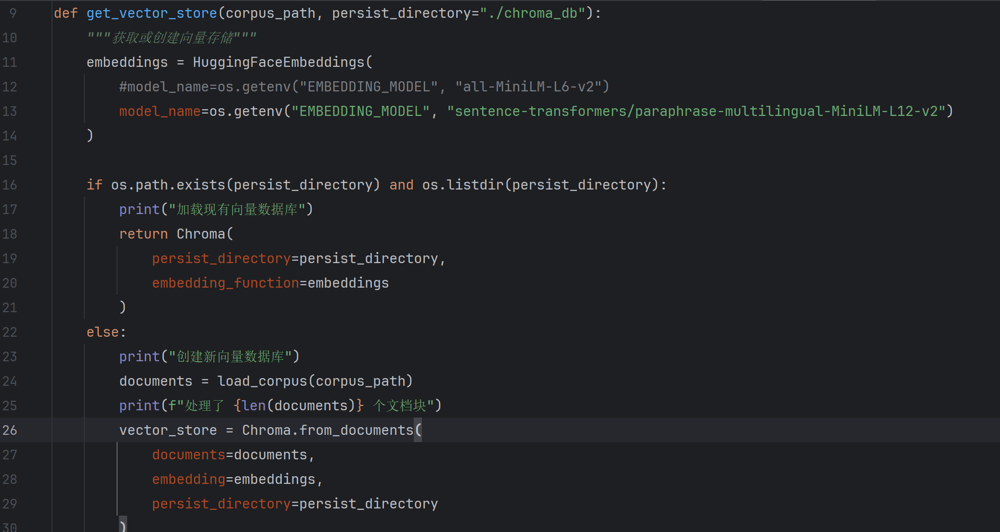 9 def get_vector_store(corpus_path, persist_directory="./chroma_db"):
10 """获取或创建向量存储"""
11 embeddings = HuggingFaceEmbeddings(
12 #model_name=os.getenv("EMBEDDING_MODEL", "all-MiniLM-L6-v2")
13 model_name=os.getenv("EMBEDDING_MODEL", "sentence-transformers/paraphrase-multilingual-MiniLM-L12-v2")
14 )
15
16 if os.path.exists(persist_directory) and os.listdir(persist_directory):
17 print("加载现有向量数据库")
18 return Chroma(
19 persist_directory=persist_directory,
20 embedding_function=embeddings
21 )
22 else:
23 print("创建新向量数据库")
24 documents = load_corpus(corpus_path)
25 print(f"处理了 {len(documents)} 个文档块")
26 vector_store = Chroma.from_documents(
27 documents=documents,
28 embedding=embeddings,
29 persist_directory=persist_directory
30 )